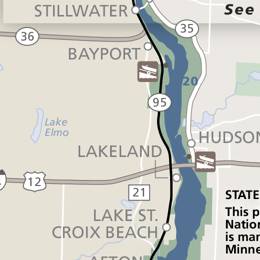 STILLWATER
See
35
36
BAYPORT
20
95
Lake
Elmo
HUDSON
LAKELAND
12
21
STATE
This p
Nation
is mar
Minne
LAKE ST.
CROIX BEACH
AFTON